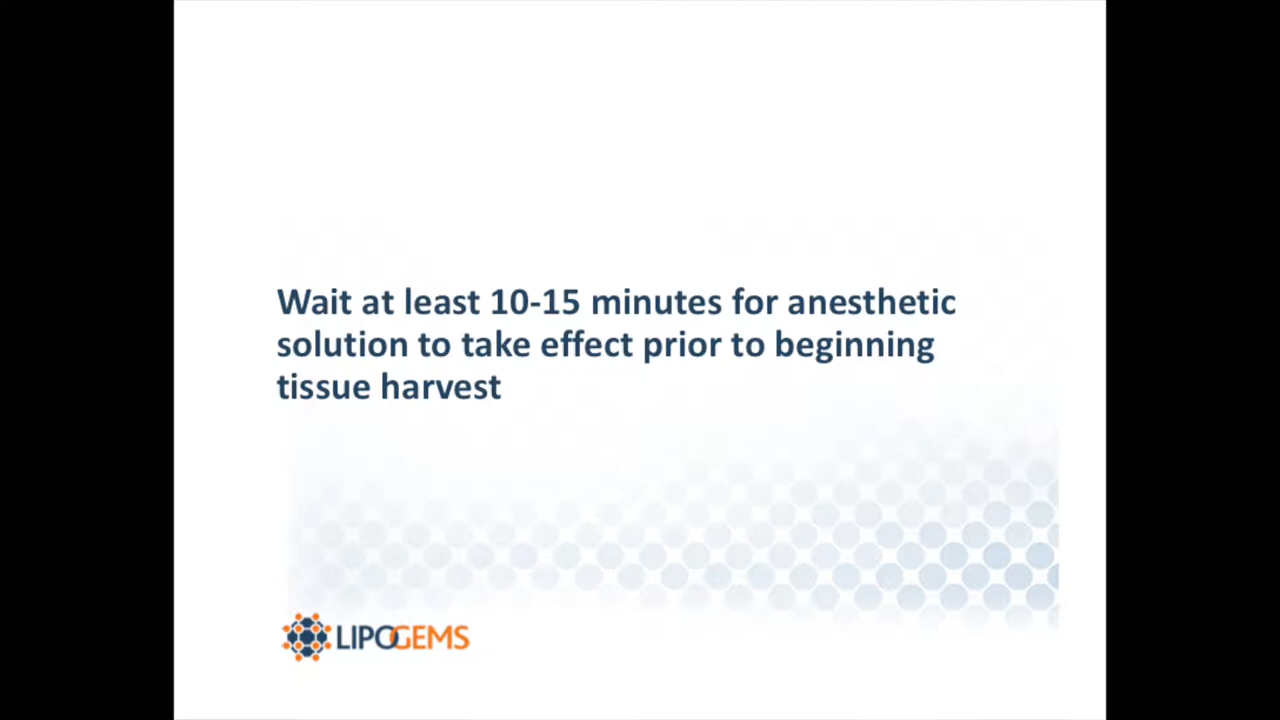 Wait at least 10-15 minutes for anesthetic
solution to take effect prior to beginning
tissue harvest
LIPOGEMS